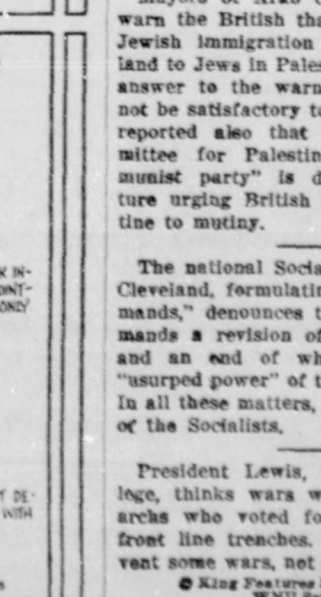 warn the British tha
Jewish immigration
land to Jews in Pales
answer to the warn
not be satisfactory to
reported also that
mittee for Palestin
munist party" is d
ture urging British
tine to mutiny.
The national Socia
Cleveland, formulatin
mands," denounces t
mands a revision of
and an end of wh
"usurped power" of t
In all these matters,
of the Socialists.
President Lewis,
lege, thinks wars w
archs who voted fo
front line trenches.
vent some wars, not
© King Features
IN-
ONLY
DE-
WITH